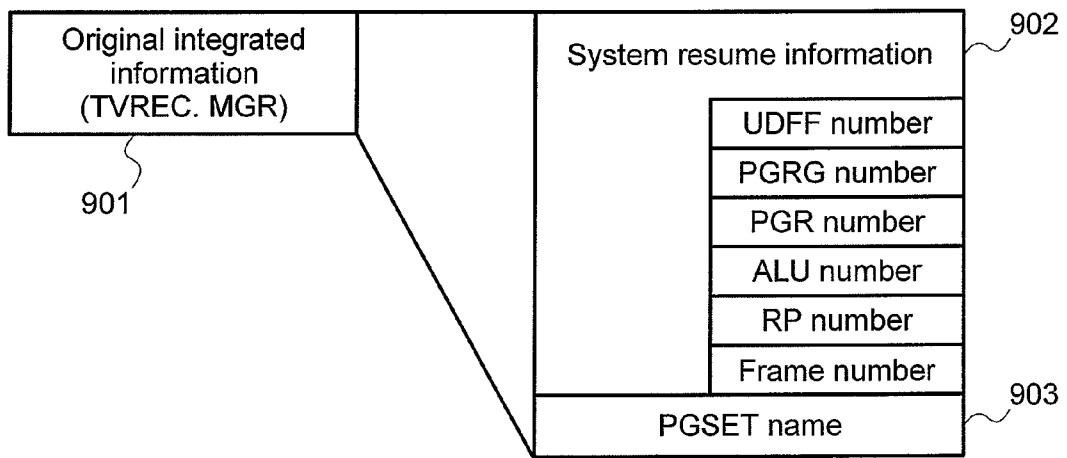 Original integrated
information
(TVREC. MGR)
901
System resume information
902
UDFF number
PGRG number
PGR number
ALU number
RP number
Frame number
PGSET name
903